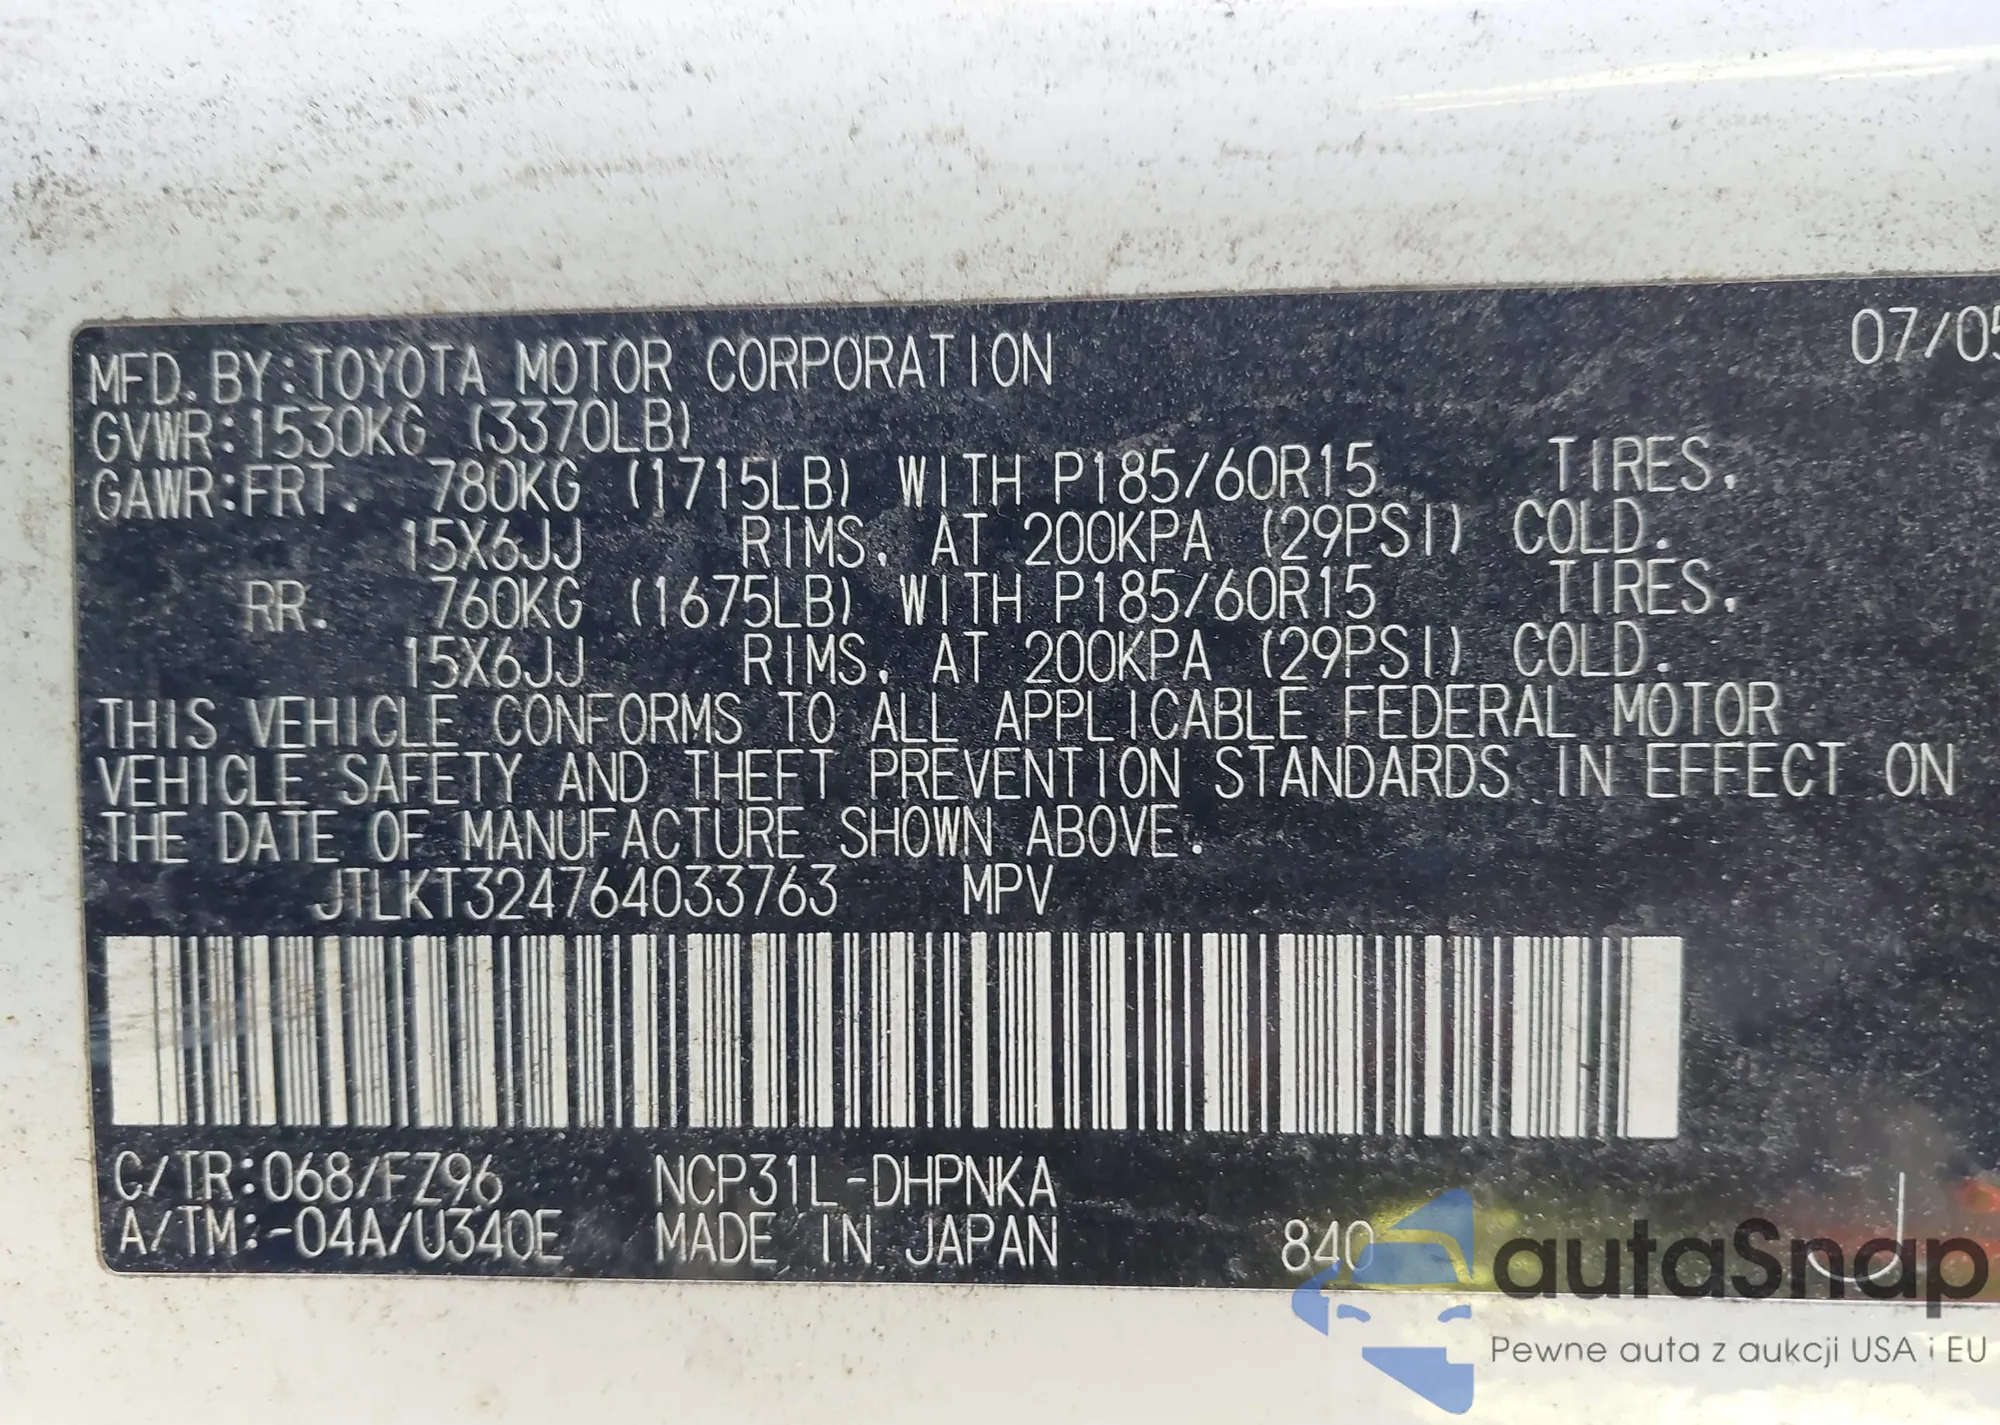 07/05
MFD. BY:TOYOTA MOTOR CORPORATION
GVWR:1530KG (3370LB)
GAWR:FRT. 780KG (1715LB) WITH P185/60R15 TIRES,
15X6JJ RIMS, AT 200KPA (29PSI) COLD.
RR. 760KG (1675LB) WITH P185/60R15 TIRES,
15X6JJ RIMS, AT 200KPA (29PSI) COLD.
THIS VEHICLE CONFORMS TO ALL APPLICABLE FEDERAL MOTOR
VEHICLE SAFETY AND THEFT PREVENTION STANDARDS IN EFFECT ON
THE DATE OF MANUFACTURE SHOWN ABOVE.
JTLKT324764033763 MPV
C/TR:068/FZ96 NCP31L-DHPNKA
A/TM:-04A/U340E MADE IN JAPAN 840
J
autaSnap
Pewne auta z aukcji USA i EU